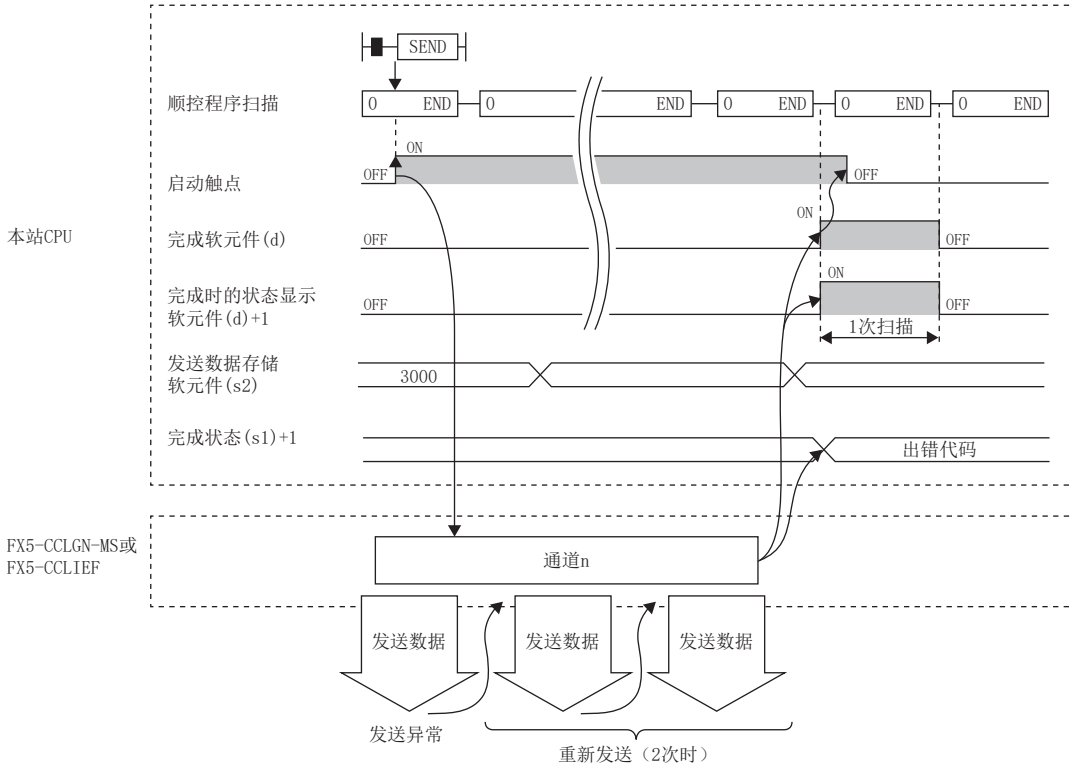 SEND
顺控程序扫描
0 END 0 END 0 END 0 END 0 END
ON
启动触点
OFF
OFF
本站CPU
ON
完成软元件(d)
OFF
OFF
ON
完成时的状态显示
软元件(d)+1
OFF
OFF
1次扫描
发送数据存储
软元件(s2)
3000
完成状态(s1)+1
出错代码
FX5-CCLGN-MS或
FX5-CCLIEF
通道n
发送数据 发送数据 发送数据
发送异常
重新发送（2次时）